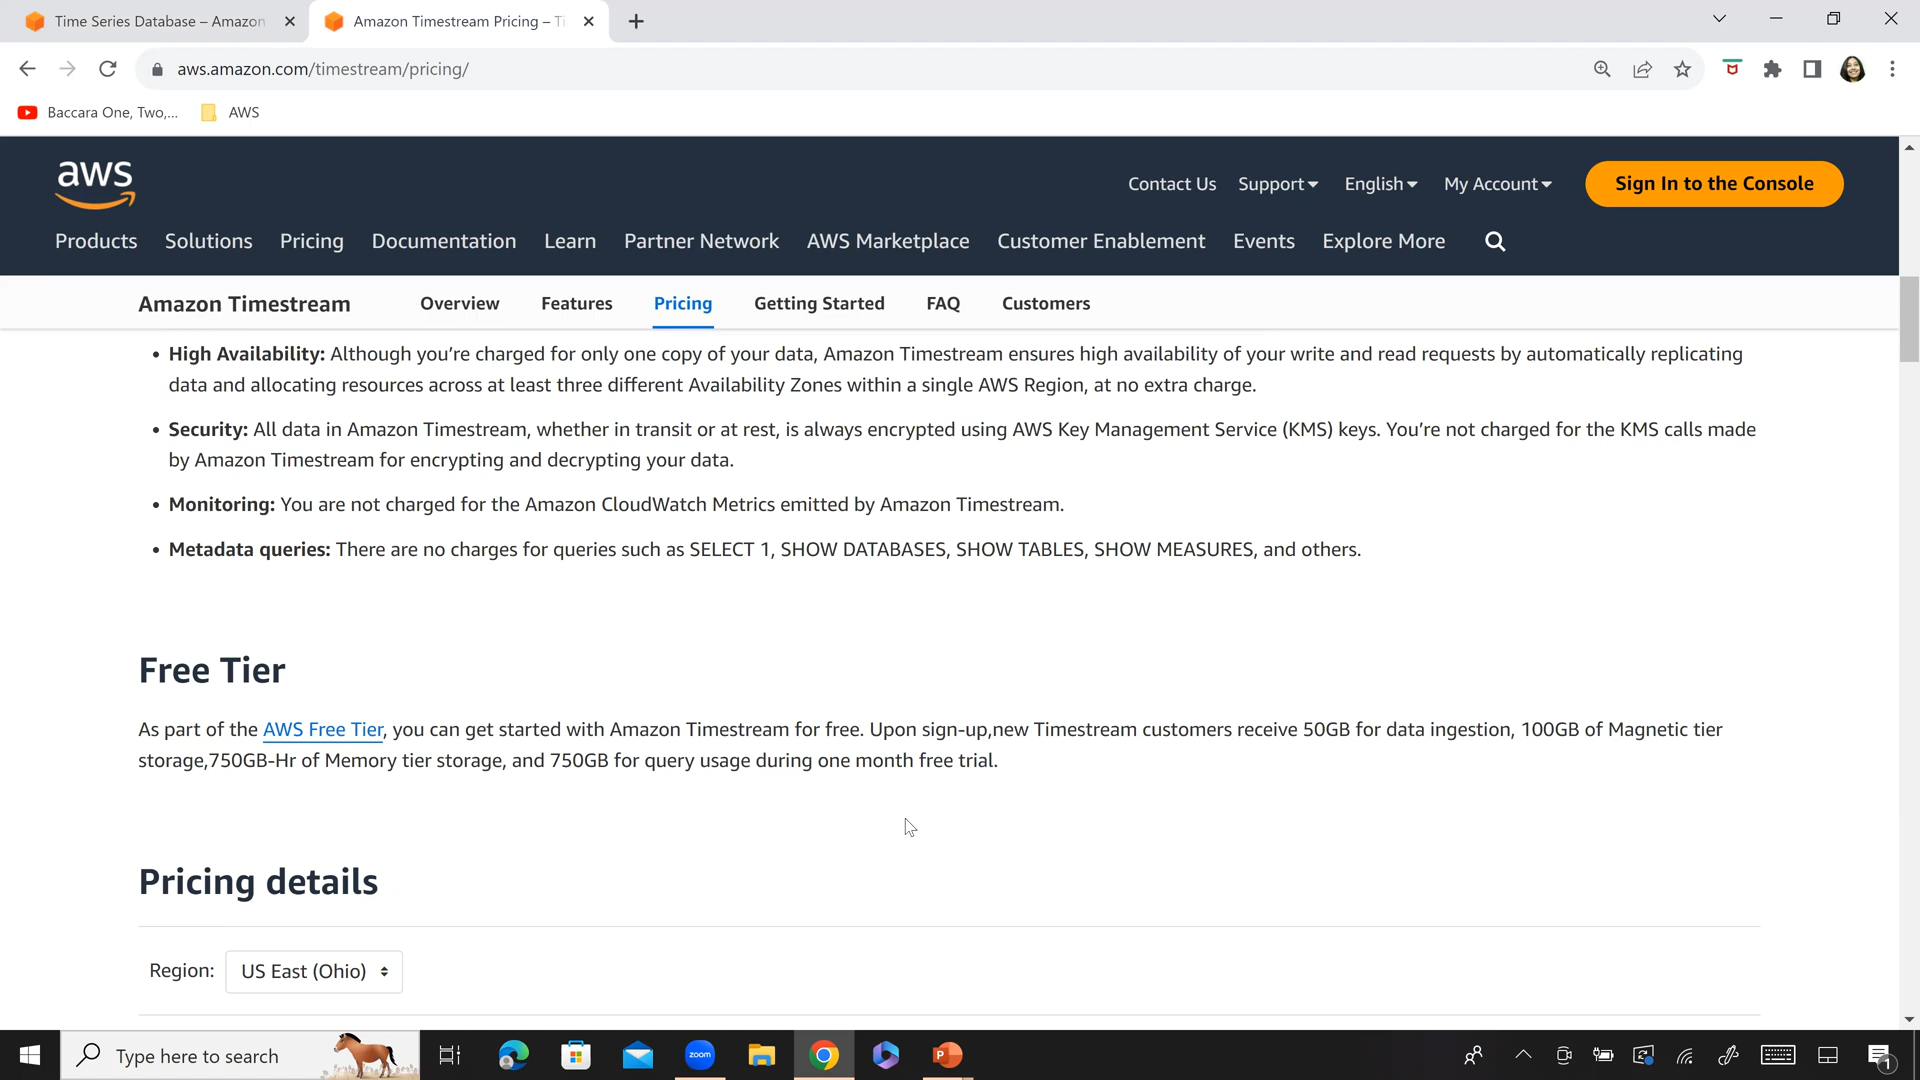 Time Series Database – Amazon
Amazon Timestream Pricing – Ti
aws.amazon.com/timestream/pricing/
Baccara One, Two,...
AWS
aws
Contact Us
Support
English
My Account
Sign In to the Console
Products
Solutions
Pricing
Documentation
Learn
Partner Network
AWS Marketplace
Customer Enablement
Events
Explore More
Amazon Timestream
Overview
Features
Pricing
Getting Started
FAQ
Customers
• High Availability: Although you’re charged for only one copy of your data, Amazon Timestream ensures high availability of your write and read requests by automatically replicating
data and allocating resources across at least three different Availability Zones within a single AWS Region, at no extra charge.
• Security: All data in Amazon Timestream, whether in transit or at rest, is always encrypted using AWS Key Management Service (KMS) keys. You’re not charged for the KMS calls made
by Amazon Timestream for encrypting and decrypting your data.
• Monitoring: You are not charged for the Amazon CloudWatch Metrics emitted by Amazon Timestream.
• Metadata queries: There are no charges for queries such as SELECT 1, SHOW DATABASES, SHOW TABLES, SHOW MEASURES, and others.
Free Tier
As part of the AWS Free Tier, you can get started with Amazon Timestream for free. Upon sign-up,new Timestream customers receive 50GB for data ingestion, 100GB of Magnetic tier
storage,750GB-Hr of Memory tier storage, and 750GB for query usage during one month free trial.
Pricing details
Region:
US East (Ohio)
Type here to search
zoom
P
1